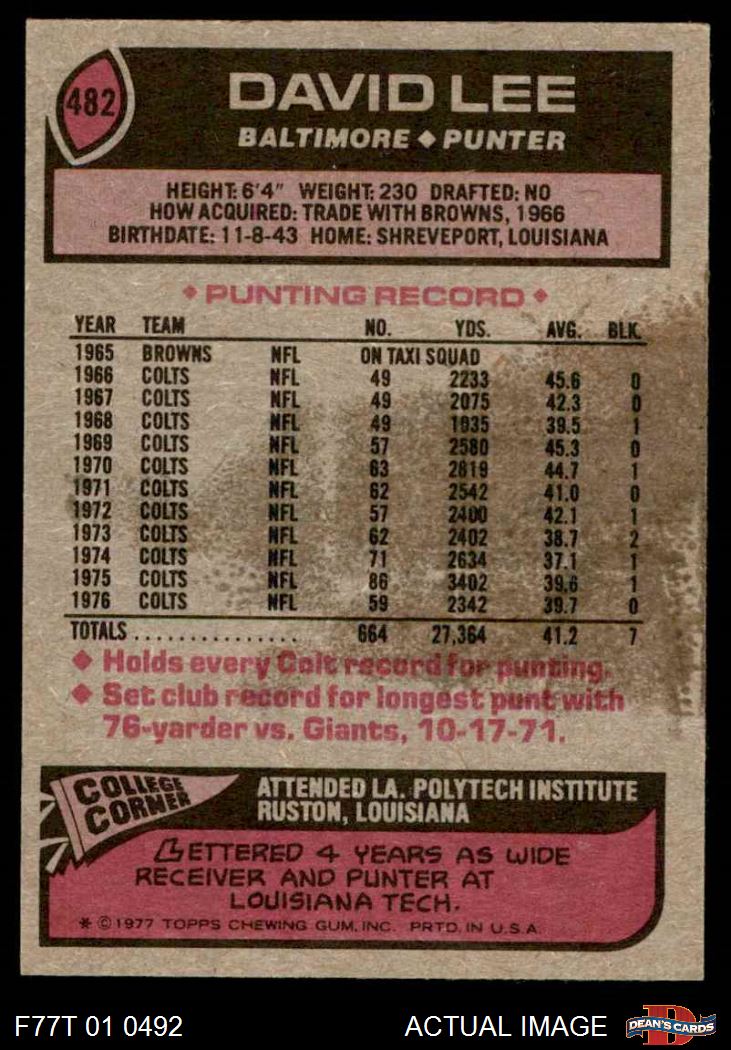 482
DAVID LEE
BALTIMORE ◆ PUNTER
HEIGHT: 6'4" WEIGHT: 230 DRAFTED: NO
HOW ACQUIRED: TRADE WITH BROWNS, 1966
BIRTHDATE: 11-8-43 HOME: SHREVEPORT, LOUISIANA
◆ PUNTING RECORD ◆
YEAR TEAM NO. YDS. AVG. BLK.
1965 BROWNS NFL ON TAXI SQUAD
1966 COLTS NFL 49 2233 45.6 0
1967 COLTS NFL 49 2075 42.3 0
1968 COLTS NFL 49 1935 39.5 1
1969 COLTS NFL 57 2580 45.3 0
1970 COLTS NFL 63 2819 44.7 1
1971 COLTS NFL 62 2542 41.0 0
1972 COLTS NFL 57 2400 42.1 1
1973 COLTS NFL 62 2402 38.7 2
1974 COLTS NFL 71 2634 37.1 1
1975 COLTS NFL 86 3402 39.6 1
1976 COLTS NFL 59 2342 39.7 0
TOTALS ................ 664 27,364 41.2 7
◆ Holds every Colt record for punting.
◆ Set club record for longest punt with
76-yarder vs. Giants, 10-17-71.
COLLEGE
CORNER
ATTENDED LA. POLYTECH INSTITUTE
RUSTON, LOUISIANA
LETTERED 4 YEARS AS WIDE
RECEIVER AND PUNTER AT
LOUISIANA TECH.
* © 1977 TOPPS CHEWING GUM, INC. PRTD. IN U.S.A.
F77T 01 0492 ACTUAL IMAGE
D
DEAN'S CARDS